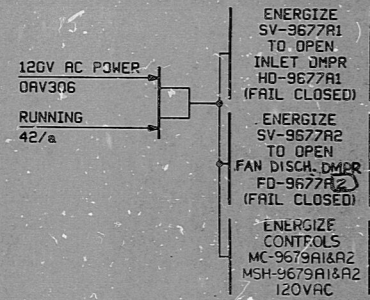 120V AC POWER
0AV306
RUNNING
42/a
ENERGIZE
SV-9677A1
TO OPEN
INLET DMPR
HD-9677A1
(FAIL CLOSED)
ENERGIZE
SV-9677A2
TO OPEN
FAN DISCH. DMPR
FD-9677A2
(FAIL CLOSED)
ENERGIZE
CONTROLS
MC-9679A1&A2
MSH-9679A1&A2
120VAC